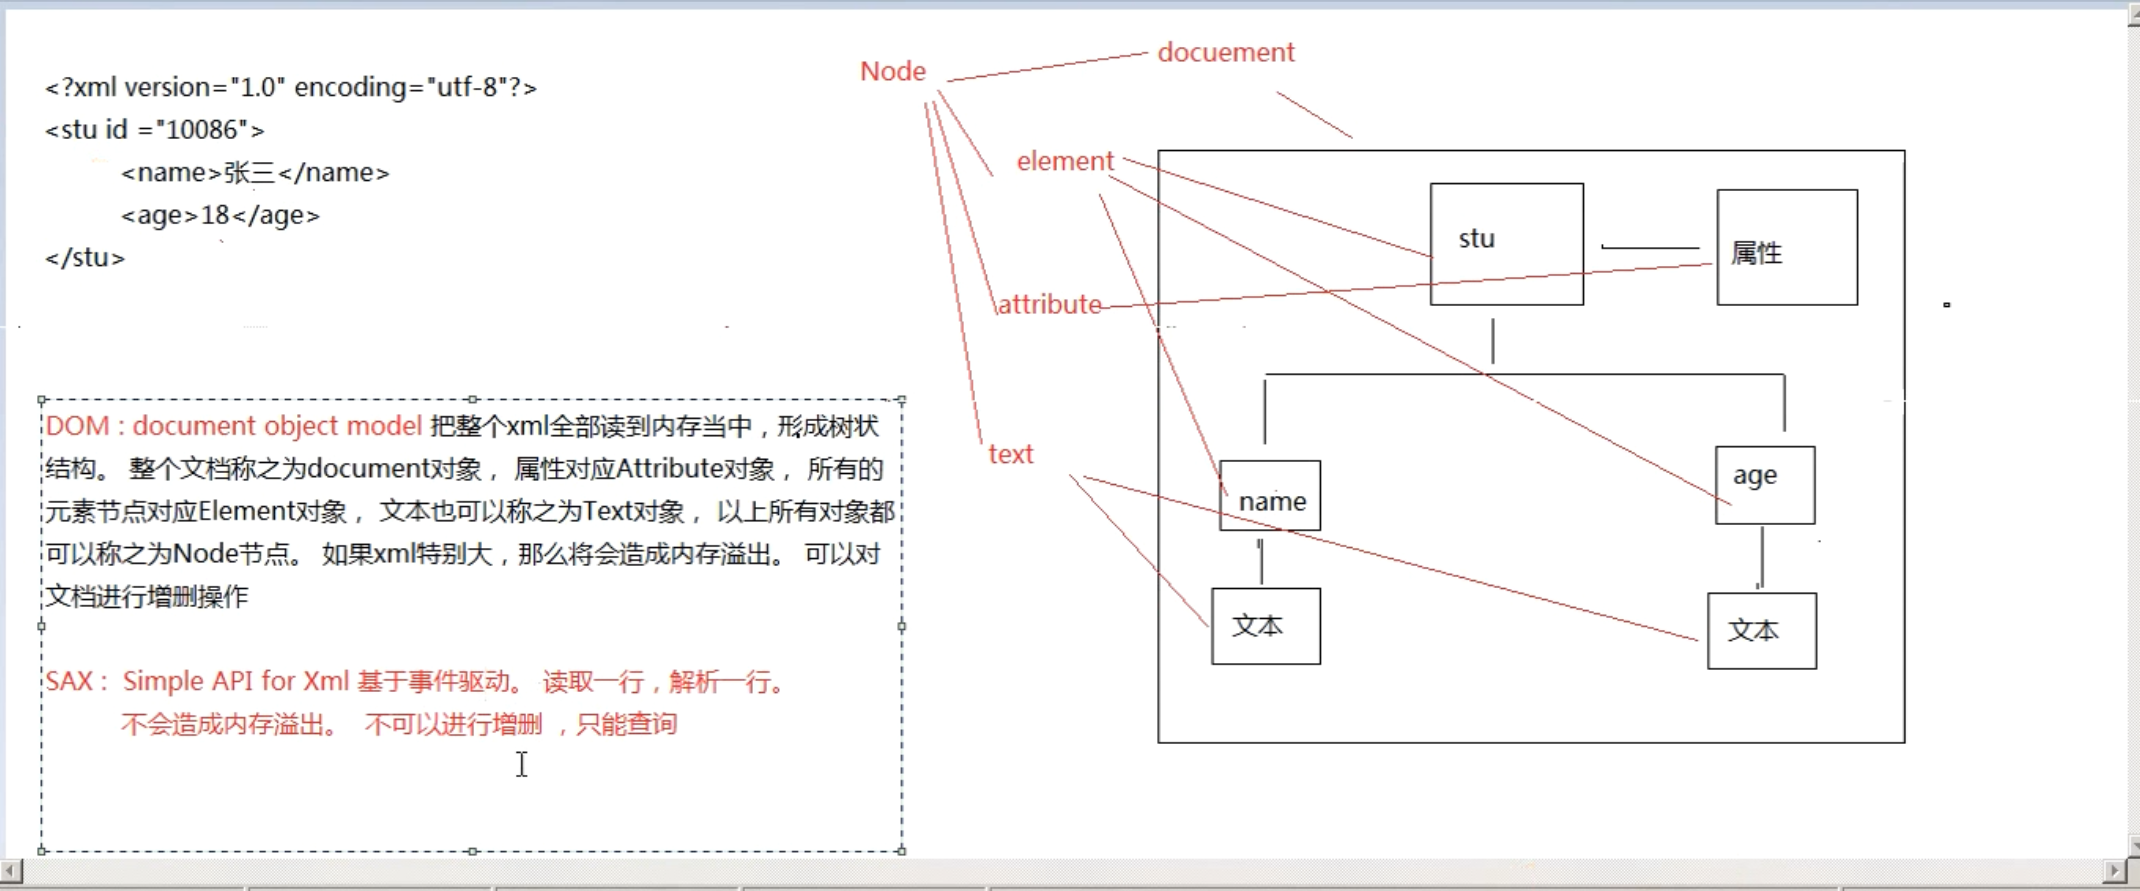 <?xml version="1.0" encoding="utf-8"?>
<stu id ="10086">
<name>张三</name>
<age>18</age>
</stu>
DOM : document object model 把整个xml全部读到内存当中，形成树状
结构。 整个文档称之为document对象， 属性对应Attribute对象， 所有的
元素节点对应Element对象， 文本也可以称之为Text对象， 以上所有对象都
可以称之为Node节点。 如果xml特别大，那么将会造成内存溢出。 可以对
文档进行增删操作
SAX： Simple API for Xml 基于事件驱动。 读取一行，解析一行。
不会造成内存溢出。 不可以进行增删 ，只能查询
Node
docuement
element
attribute
text
stu
属性
name
age
文本
文本